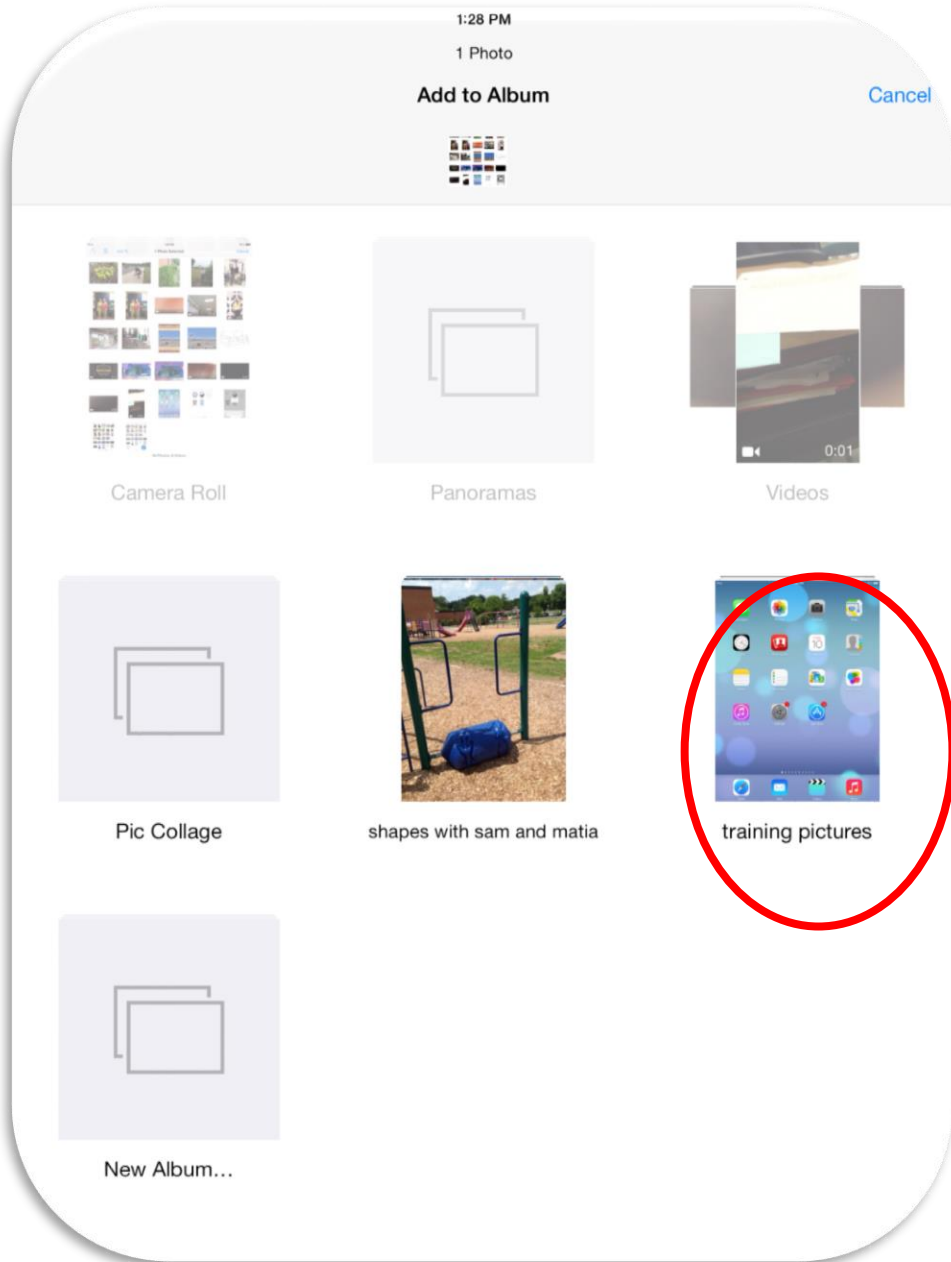 1:28 PM
1 Photo
Add to Album
Cancel
0:01
Camera Roll
Panoramas
Videos
10
Pic Collage
shapes with sam and matia
training pictures
New Album...